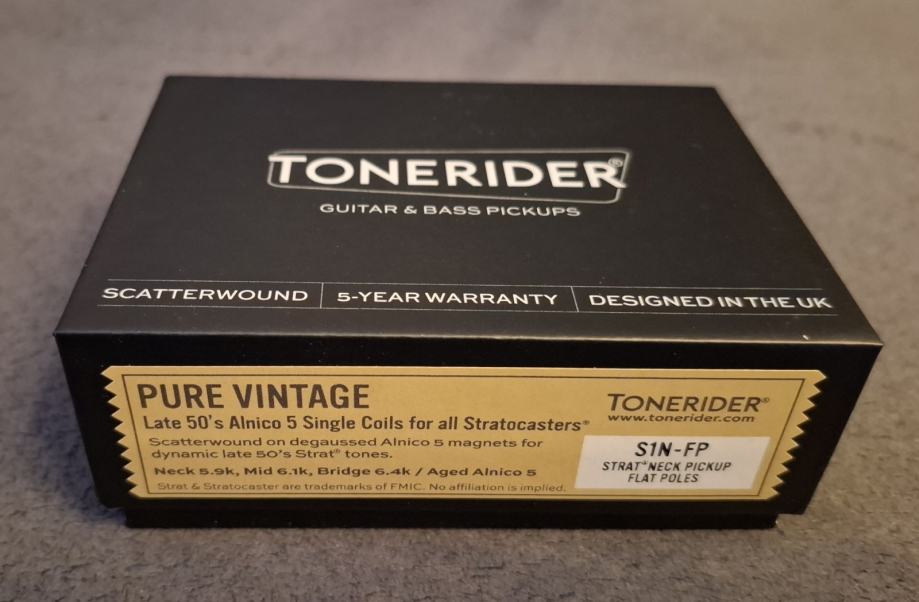 TONERIDER®
GUITAR & BASS PICKUPS
SCATTERWOUND
5-YEAR WARRANTY
DESIGNED IN THE UK
PURE VINTAGE
Late 50's Alnico 5 Single Coils for all Stratocasters®
Scatterwound on degaussed Alnico 5 magnets for
dynamic late 50's Strat® tones.
Neck 5.9k, Mid 6.1k, Bridge 6.4k / Aged Alnico 5
Strat & Stratocaster are trademarks of FMIC. No affiliation is implied.
TONERIDER®
www.tonerider.com
S1N-FP
STRAT® NECK PICKUP
FLAT POLES